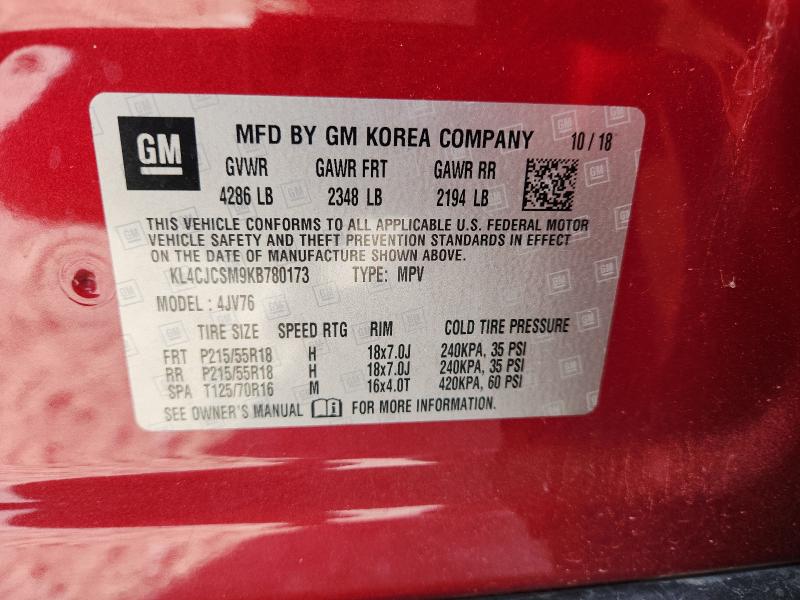 GM
MFD BY GM KOREA COMPANY 10/18
GVWR GAWR FRT GAWR RR
4286 LB 2348 LB 2194 LB
THIS VEHICLE CONFORMS TO ALL APPLICABLE U.S. FEDERAL MOTOR
VEHICLE SAFETY AND THEFT PREVENTION STANDARDS IN EFFECT
ON THE DATE OF MANUFACTURE SHOWN ABOVE.
KL4CJCSM9KB780173 TYPE: MPV
MODEL : 4JV76
TIRE SIZE SPEED RTG RIM COLD TIRE PRESSURE
FRT P215/55R18 H 18x7.0J 240KPA, 35 PSI
RR P215/55R18 H 18x7.0J 240KPA, 35 PSI
SPA T125/70R16 M 16x4.0T 420KPA, 60 PSI
SEE OWNER'S MANUAL FOR MORE INFORMATION.